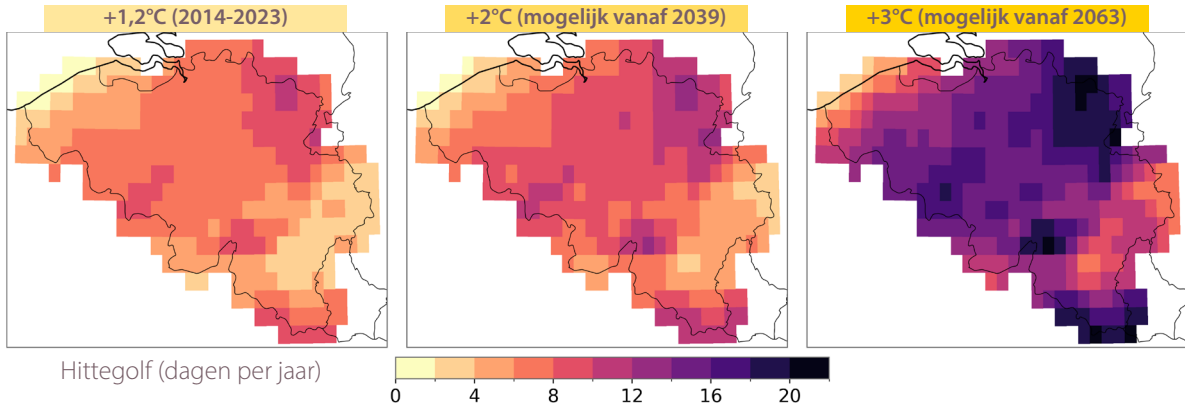 +1,2°C (2014-2023)
+2°C (mogelijk vanaf 2039)
+3°C (mogelijk vanaf 2063)
Hittegolf (dagen per jaar)
0 4 8 12 16 20